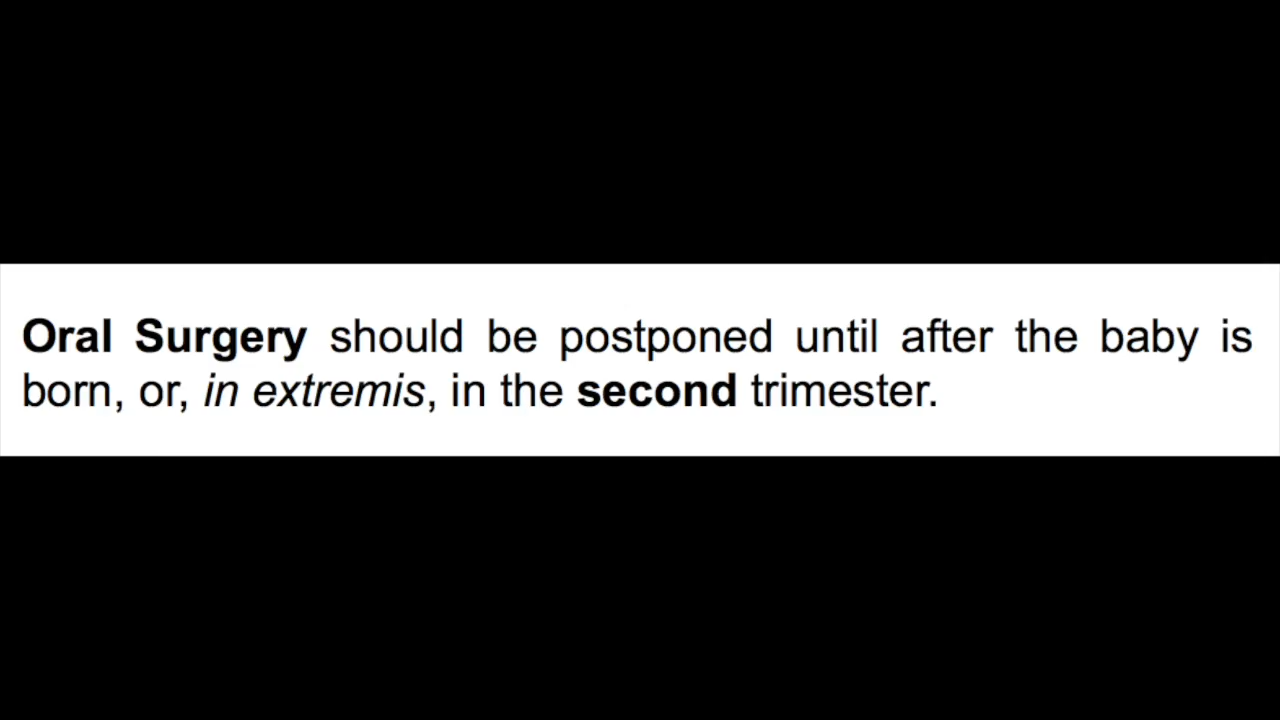 Oral Surgery should be postponed until after the baby is
born, or, in extremis, in the second trimester.